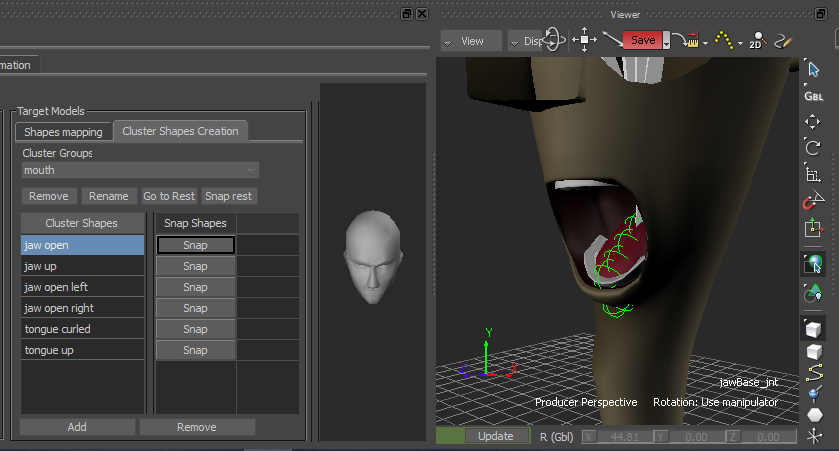 Viewer
View
Disp
Save
2D
mation
GBL
Target Models
Shapes mapping
Cluster Shapes Creation
Cluster Groups
mouth
Remove
Rename
Go to Rest
Snap rest
Cluster Shapes
Snap Shapes
jaw open
Snap
jaw up
Snap
jaw open left
Snap
jaw open right
Snap
tongue curled
Snap
tongue up
Snap
Add
Remove
Y
jawBase_jnt
Producer Perspective
Rotation: Use manipulator
Update
R (Gbl)
X
44.81
Y
0.00
Z
0.00